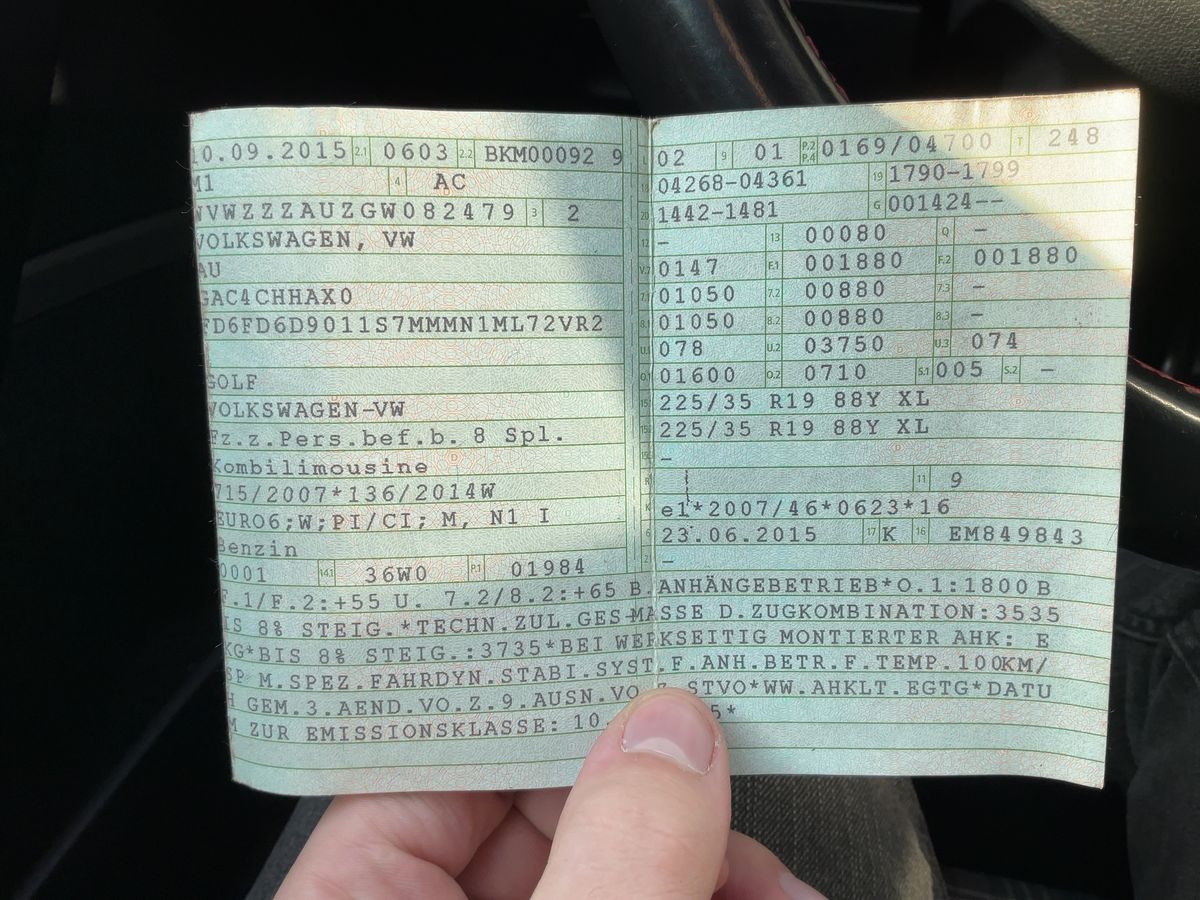 10.09.2015 2.1 0603 2.2 BKM00092 9
M1 4 AC
WVWZZZAUZGW082479 3 2
VOLKSWAGEN, VW
AU
GAC4CHHAX0
FD6FD6D9011S7MMMN1ML72VR2
GOLF
VOLKSWAGEN-VW
Fz.z.Pers.bef.b. 8 Spl.
Kombilimousine
715/2007*136/2014W
EURO6;W;PI/CI; M, N1 I
Benzin
0001 14.1 36W0 P.1 01984
L 02 9 01 P.2 P.4 0169/04700 T 248
18 04268-04361 19 1790-1799
20 1442-1481 G 001424--
12 - 13 00080 Q -
V.7 0147 F.1 001880 F.2 001880
7.1 01050 7.2 00880 7.3 -
8.1 01050 8.2 00880 8.3 -
U.1 078 U.2 03750 U.3 074
O.1 01600 O.2 0710 S.1 005 S.2 -
15.1 225/35 R19 88Y XL
15.2 225/35 R19 88Y XL
15.3 -
R 11 9
K e1*2007/46*0623*16
6 23.06.2015 17 K 16 EM849843
21 -
F.1/F.2:+55 U. 7.2/8.2:+65 B.ANHÄNGEBETRIEB*O.1:1800 B
IS 8% STEIG.*TECHN.ZUL.GES-MASSE D.ZUGKOMBINATION:3535
KG*BIS 8% STEIG.:3735*BEI WERKSEITIG MONTIERTER AHK: E
SP M.SPEZ.FAHRDYN.STABI.SYST.F.ANH.BETR.F.TEMP.100KM/
H GEM.3.AEND.VO.Z.9.AUSN.VO.Z.STVO*WW.AHKLT.EGTG*DATU
M ZUR EMISSIONSKLASSE: 10. 5*